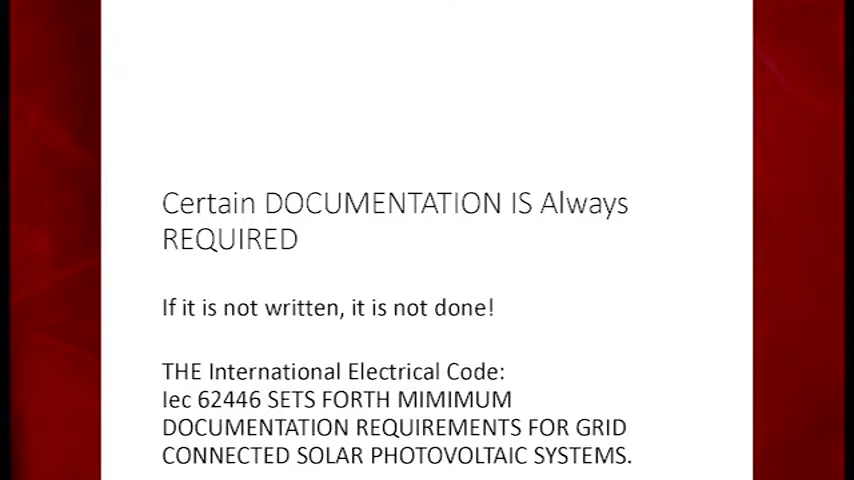 Certain DOCUMENTATION IS Always
REQUIRED
If it is not written, it is not done!
THE International Electrical Code:
Iec 62446 SETS FORTH MIMIMUM
DOCUMENTATION REQUIREMENTS FOR GRID
CONNECTED SOLAR PHOTOVOLTAIC SYSTEMS.